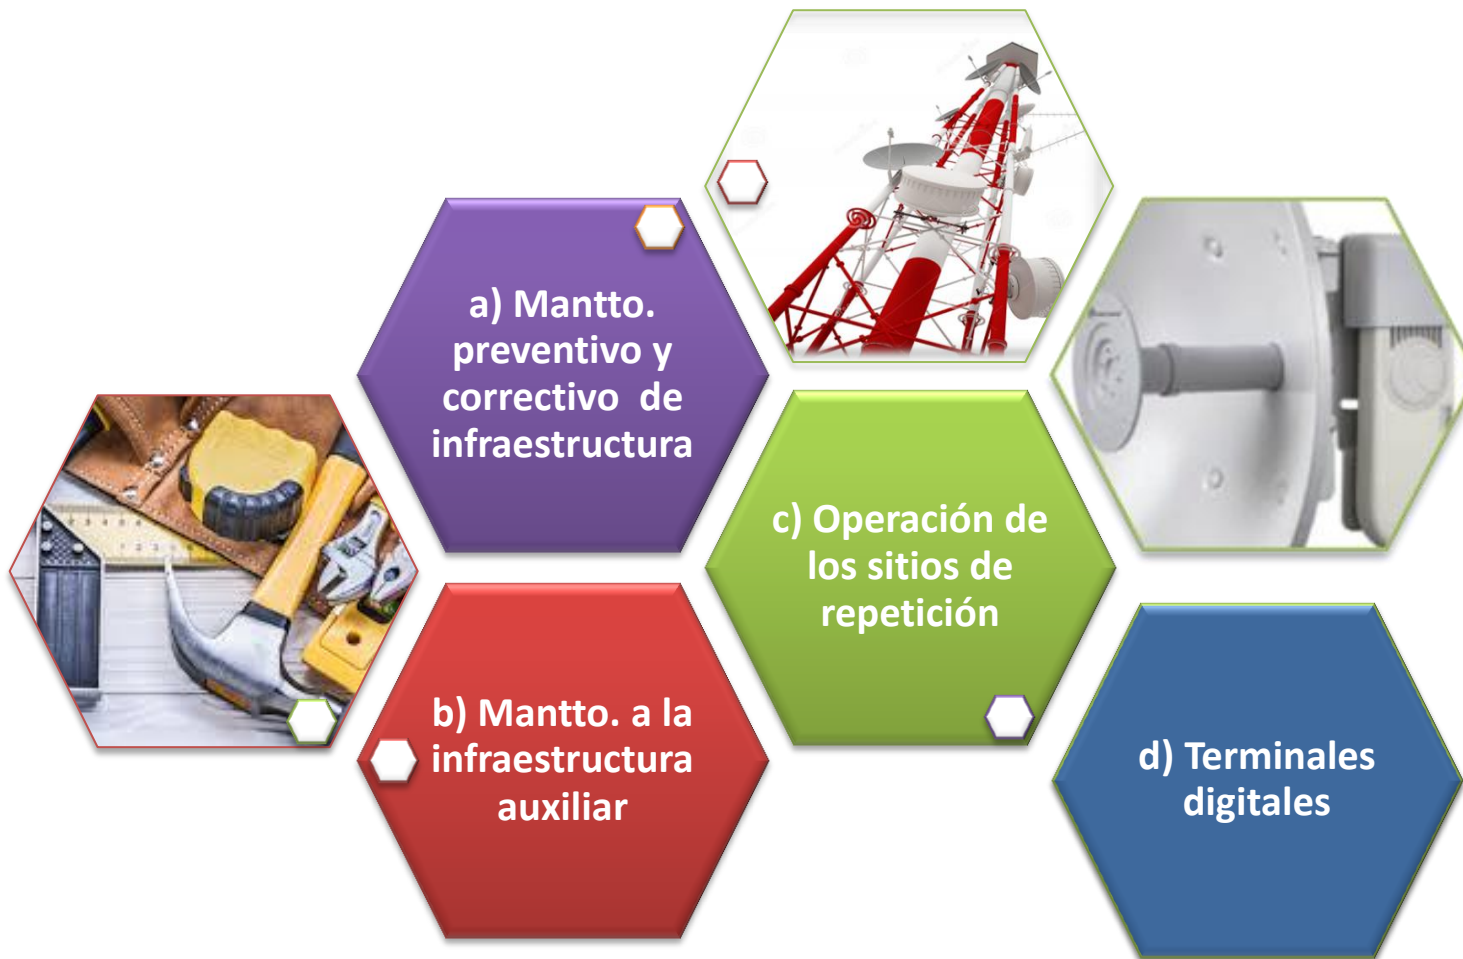 a) Mantto.
preventivo y
correctivo  de
infraestructura
b) Mantto. a la
infraestructura
auxiliar
c) Operación de
los sitios de
repetición
d) Terminales
digitales